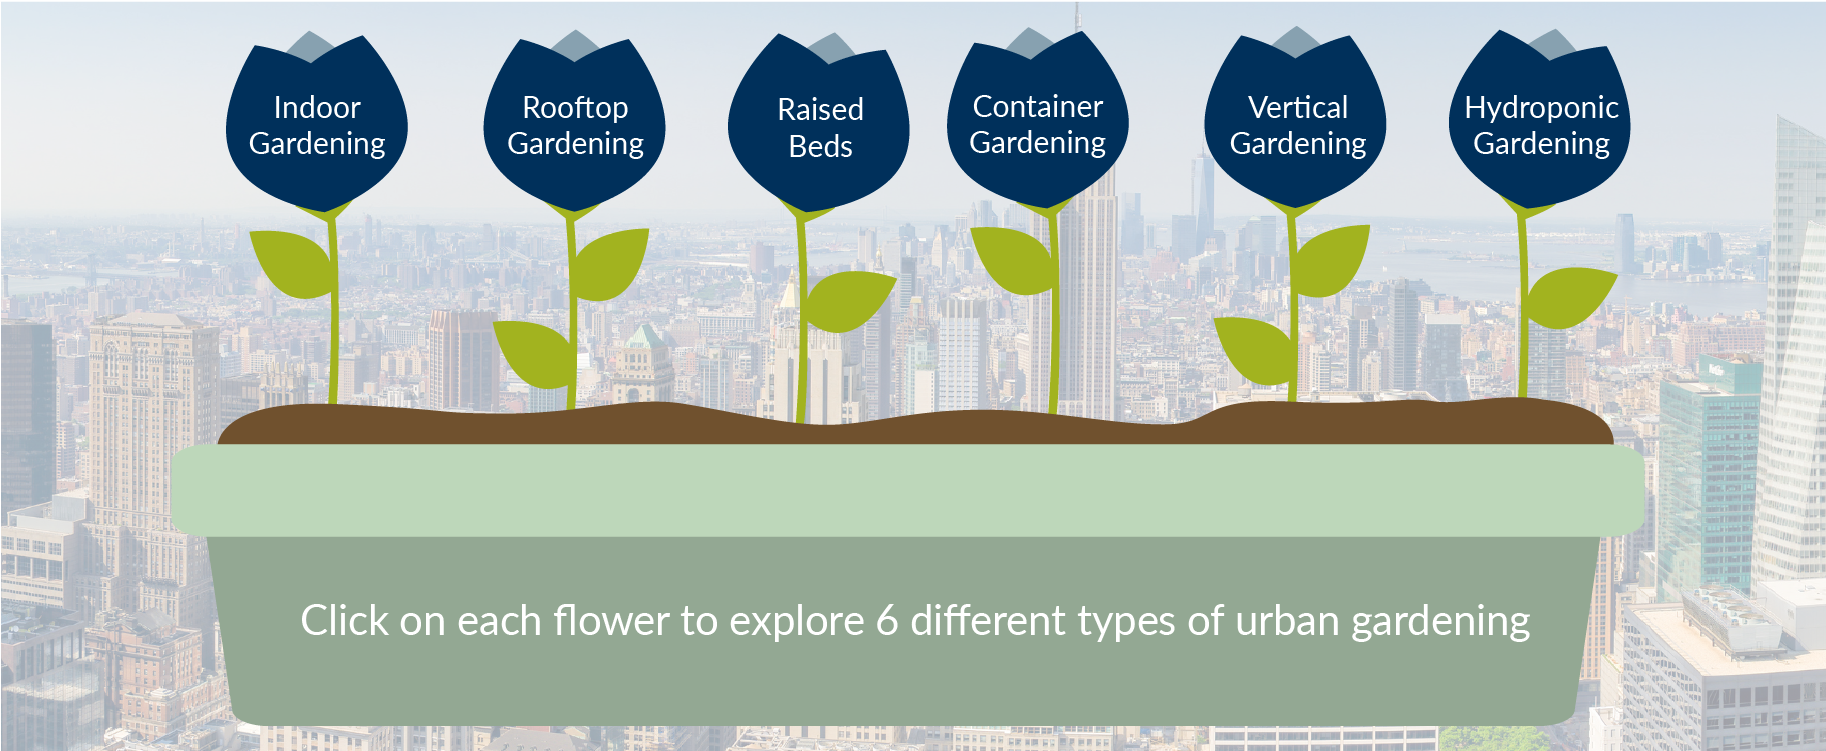 Indoor
Gardening
Rooftop
Gardening
Raised
Beds
Container
Gardening
Vertical
Gardening
Hydroponic
Gardening
Click on each flower to explore 6 different types of urban gardening